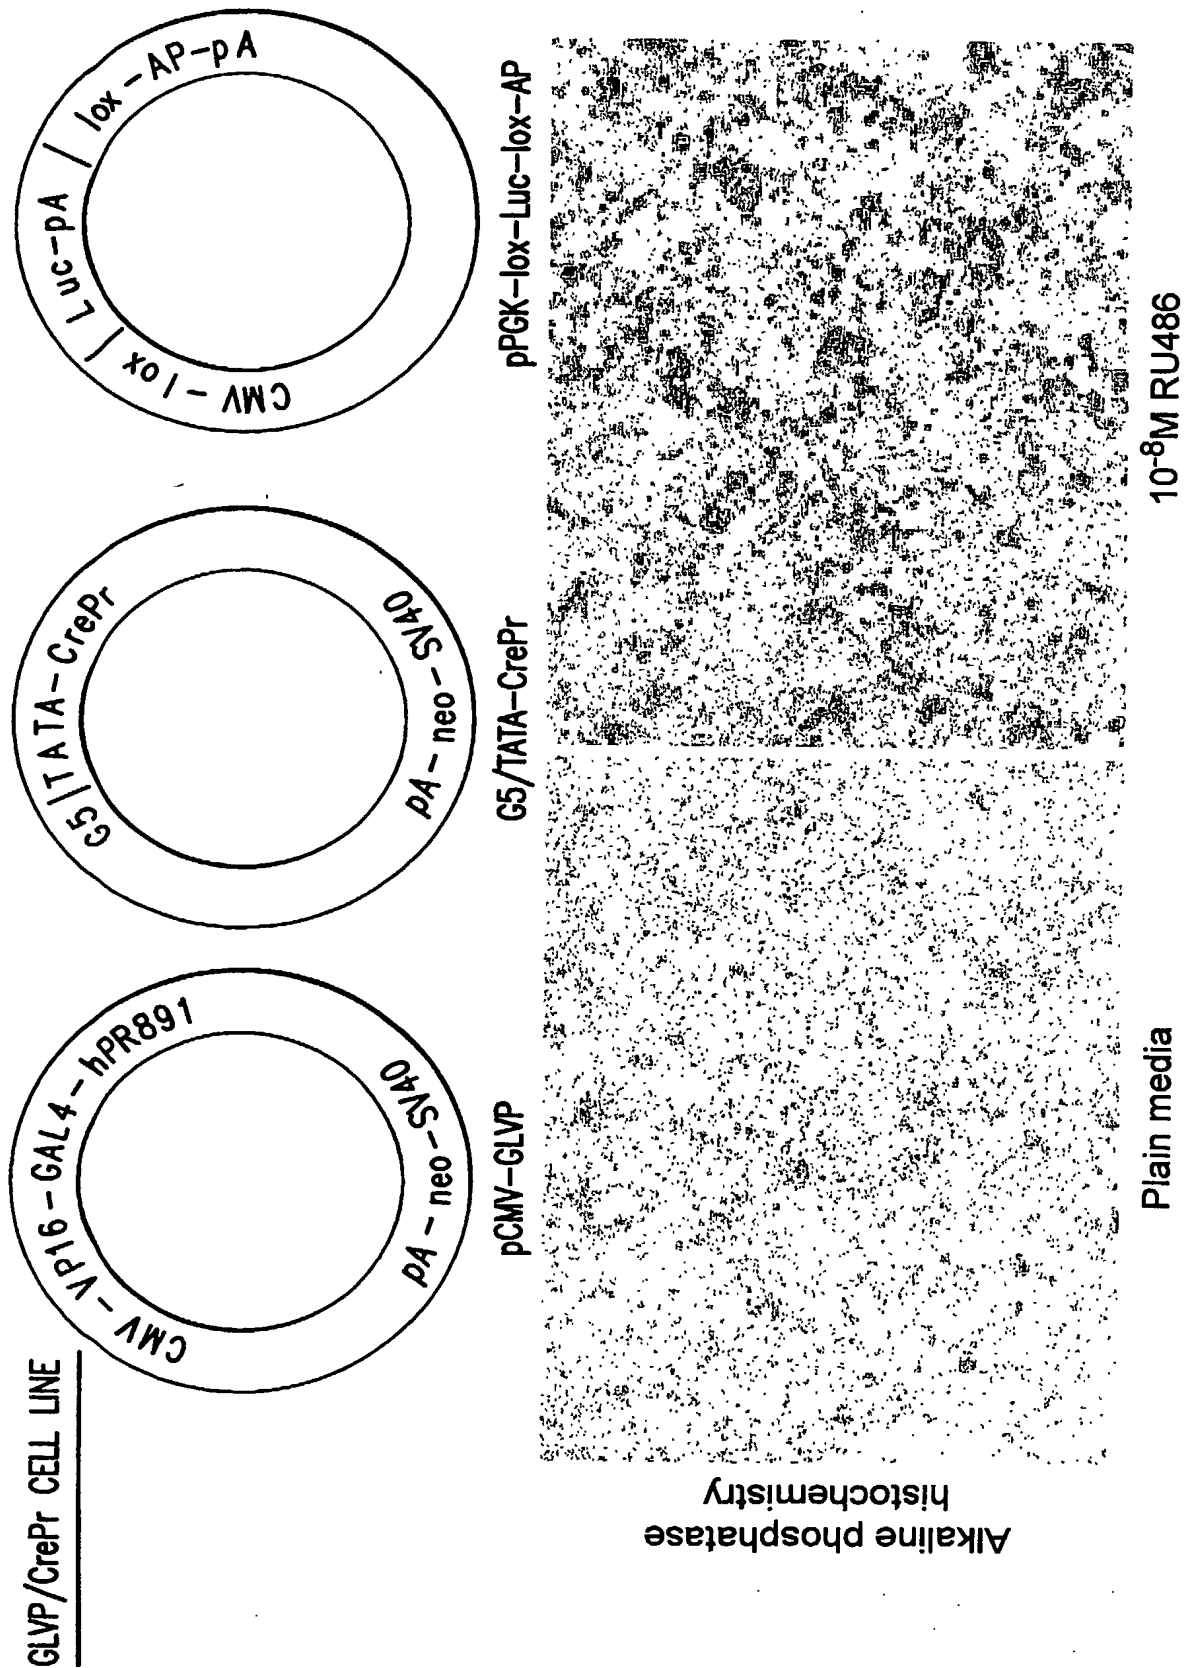 GLVP/CrePr CELL LINE
CMV - VP16 - GAL4 - hPR891
pA - neo - SV40
pCMV-GLVP
G5/TATA-CrePr
pA - neo - SV40
G5/TATA-CrePr
CMV - lox / Luc-pA / lox - AP-pA
pPGK-lox-Luc-lox-AP
Alkaline phosphatase
histochemistry
Plain media
10⁻⁸M RU486